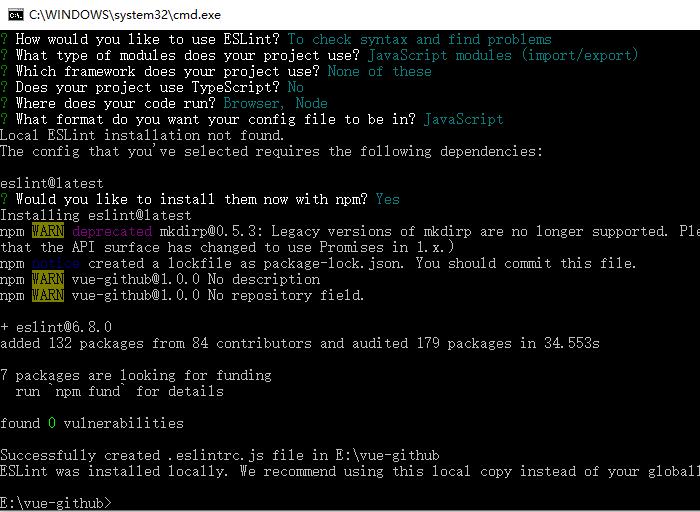 C:\WINDOWS\system32\cmd.exe
? How would you like to use ESLint? To check syntax and find problems
? What type of modules does your project use? JavaScript modules (import/export)
? Which framework does your project use? None of these
? Does your project use TypeScript? No
? Where does your code run? Browser, Node
? What format do you want your config file to be in? JavaScript
Local ESLint installation not found.
The config that you've selected requires the following dependencies:
eslint@latest
? Would you like to install them now with npm? Yes
Installing eslint@latest
npm WARN deprecated mkdirp@0.5.3: Legacy versions of mkdirp are no longer supported. Ple
that the API surface has changed to use Promises in 1.x.)
npm notice created a lockfile as package-lock.json. You should commit this file.
npm WARN vue-github@1.0.0 No description
npm WARN vue-github@1.0.0 No repository field.
+ eslint@6.8.0
added 132 packages from 84 contributors and audited 179 packages in 34.553s
7 packages are looking for funding
run `npm fund` for details
found 0 vulnerabilities
Successfully created .eslintrc.js file in E:\vue-github
ESLint was installed locally. We recommend using this local copy instead of your globall
E:\vue-github>